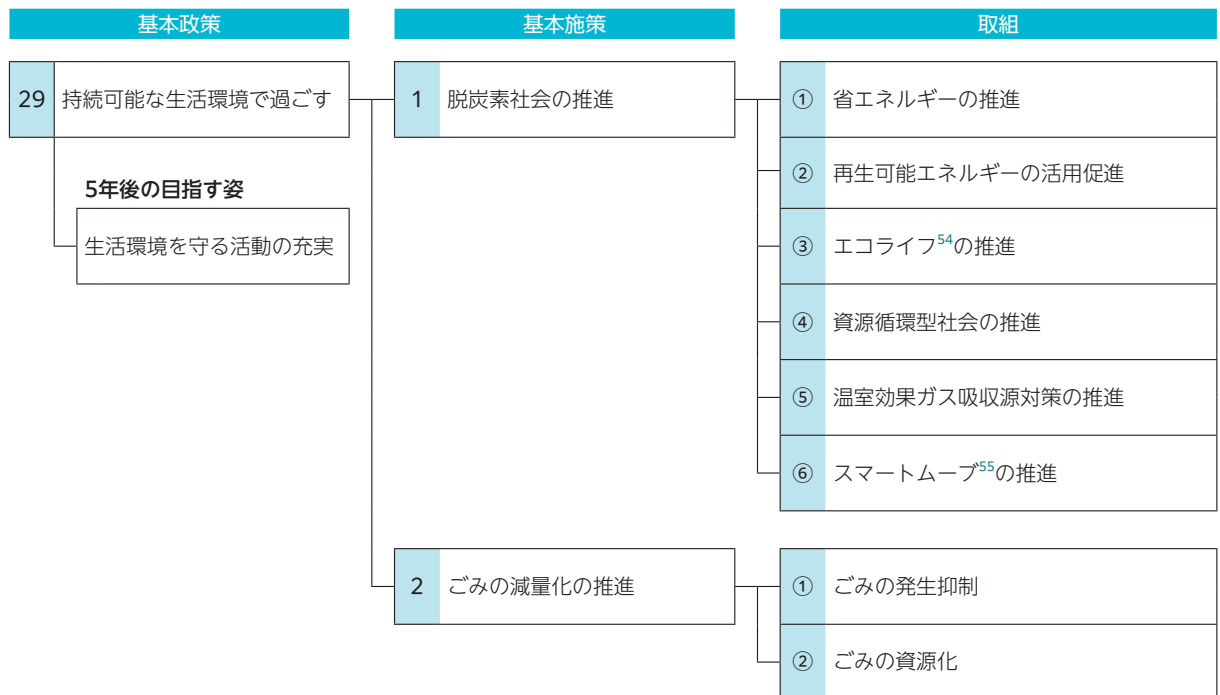 基本政策
基本施策
取組
29 持続可能な生活環境で過ごす
1 脱炭素社会の推進
① 省エネルギーの推進
② 再生可能エネルギーの活用促進
5年後の目指す姿
生活環境を守る活動の充実
③ エコライフ54の推進
④ 資源循環型社会の推進
⑤ 温室効果ガス吸収源対策の推進
⑥ スマートムーブ55の推進
2 ごみの減量化の推進
① ごみの発生抑制
② ごみの資源化